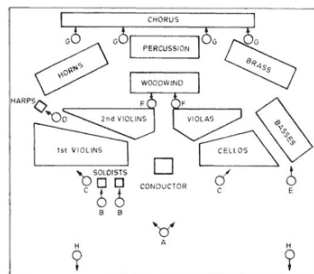 CHORUS
G G G G
PERCUSSION
HORNS
BRASS
WOODWIND
HARPS
D
F F
2nd VIOLINS
VIOLAS
BASSES
1st VIOLINS
CELLOS
SOLOISTS
CONDUCTOR
C
B B
C
E
A
H
H